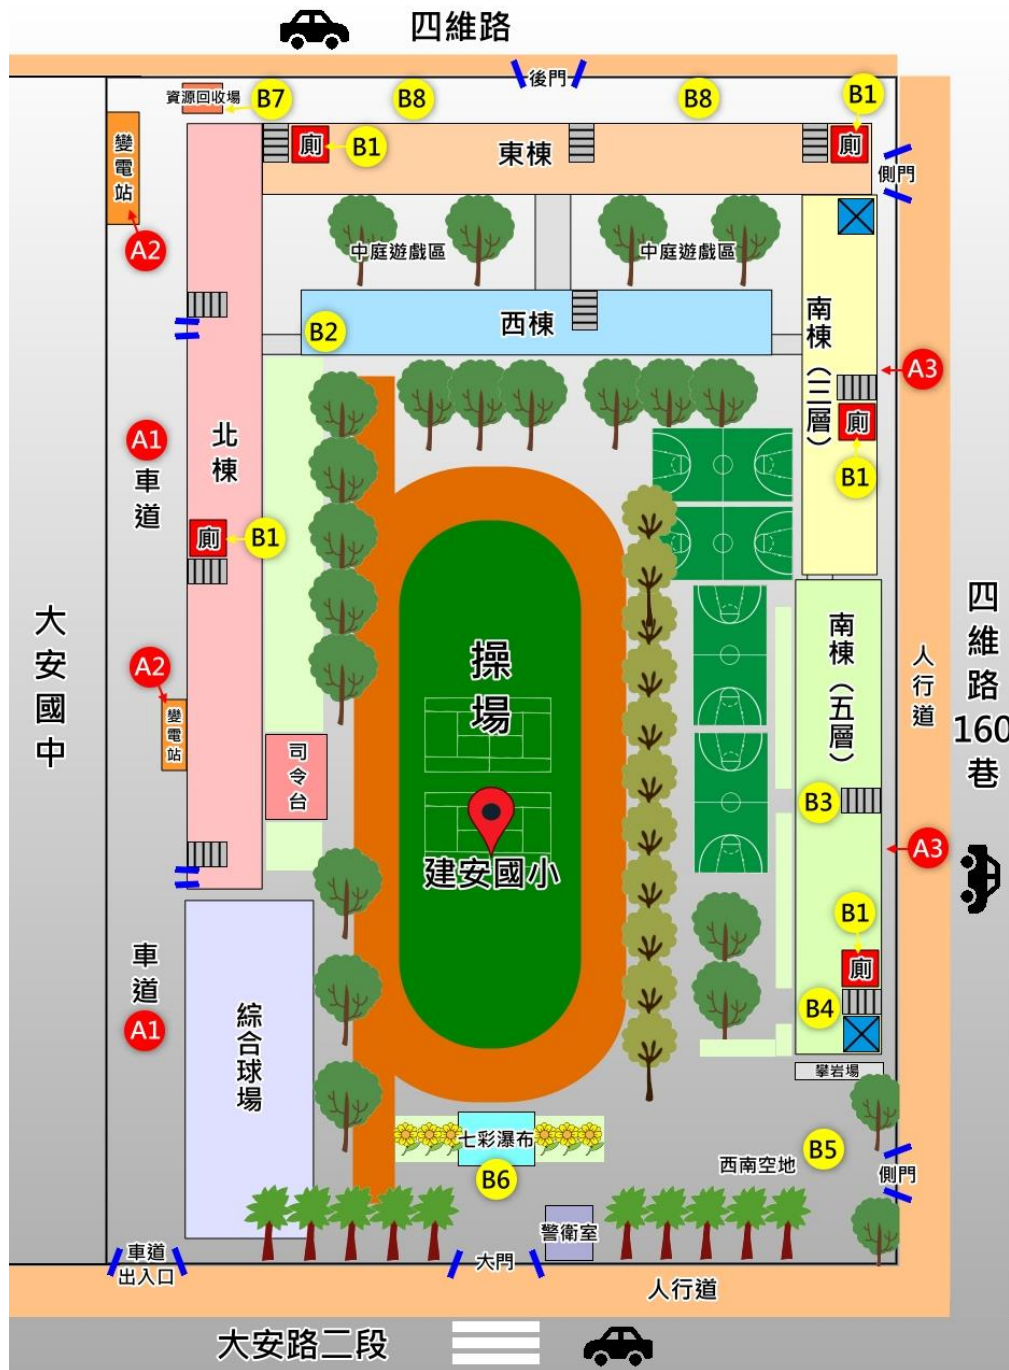 四維路
後門
資源回收場
B7
B8
B8
B1
變電站
廁
B1
東棟
廁
側門
A2
中庭遊戲區
中庭遊戲區
南棟（三層）
B2
西棟
A3
A1
車道
北棟
廁
B1
廁
B1
大安國中
操場
南棟（五層）
人行道
四維路160巷
A2
變電站
司令台
B3
建安國小
A3
B1
車道
A1
廁
B4
綜合球場
攀岩場
七彩瀑布
B6
西南空地
B5
側門
警衛室
車道
出入口
大門
人行道
大安路二段